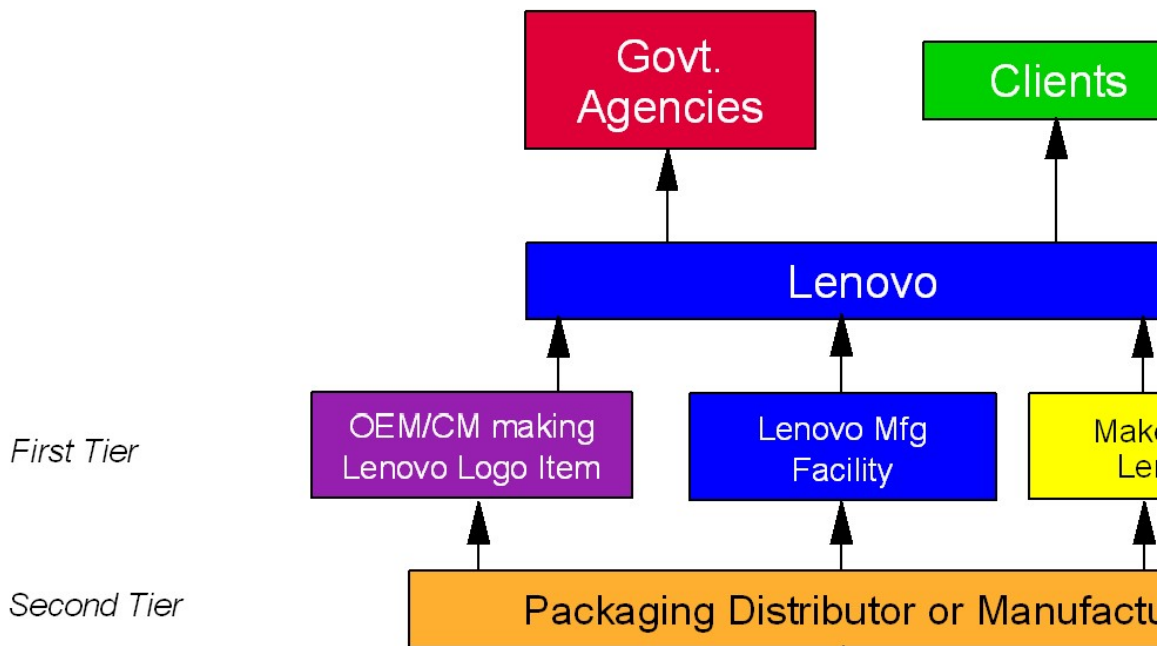 Govt.
Agencies
Clients
Lenovo
First Tier
OEM/CM making
Lenovo Logo Item
Lenovo Mfg
Facility
Second Tier
Packaging Distributor or